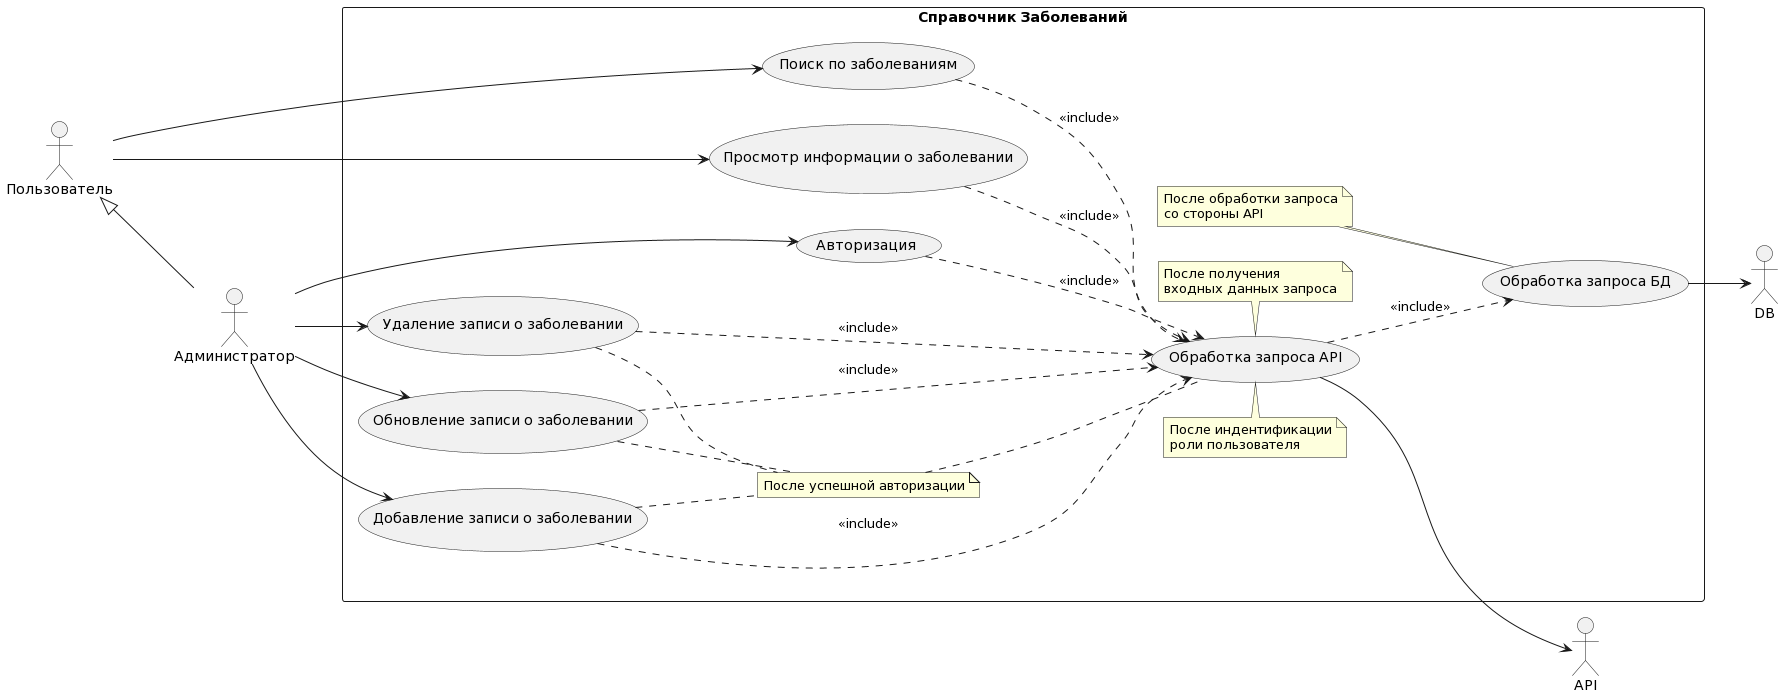 Справочник Заболеваний
Поиск по заболеваниям
«include»
Просмотр информации о заболевании
Пользователь
После обработки запроса
со стороны API
«include»
Авторизация
«include»
После получения
входных данных запроса
Обработка запроса БД
DB
«include»
Удаление записи о заболевании
«include»
Администратор
Обработка запроса API
«include»
Обновление записи о заболевании
После индентификации
роли пользователя
После успешной авторизации
Добавление записи о заболевании
«include»
API